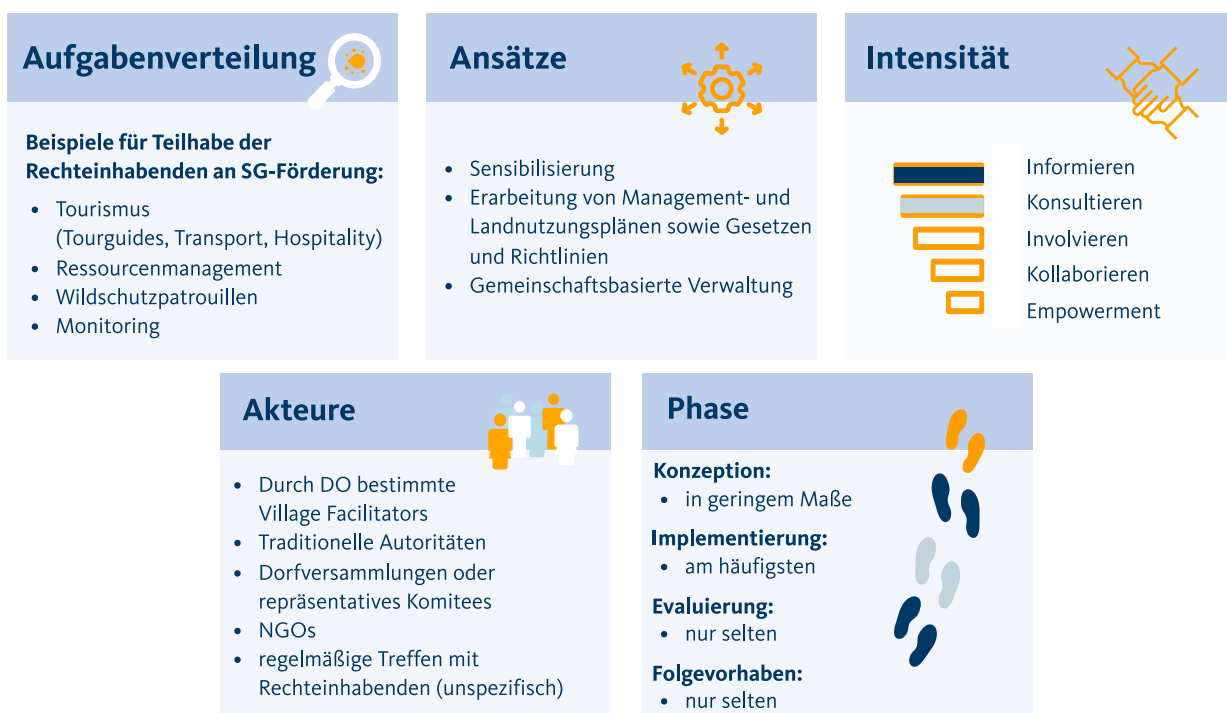 Aufgabenverteilung
Beispiele für Teilhabe der
Rechteinhabenden an SG-Förderung:
• Tourismus
(Tourguides, Transport, Hospitality)
• Ressourcenmanagement
• Wildschutzpatrouillen
• Monitoring
Ansätze
• Sensibilisierung
• Erarbeitung von Management- und
Landnutzungsplänen sowie Gesetzen
und Richtlinien
• Gemeinschaftsbasierte Verwaltung
Intensität
Informieren
Konsultieren
Involvieren
Kollaborieren
Empowerment
Akteure
• Durch DO bestimmte
Village Facilitators
• Traditionelle Autoritäten
• Dorfversammlungen oder
repräsentatives Komitees
• NGOs
• regelmäßige Treffen mit
Rechteinhabenden (unspezifisch)
Phase
Konzeption:
• in geringem Maße
Implementierung:
• am häufigsten
Evaluierung:
• nur selten
Folgevorhaben:
• nur selten